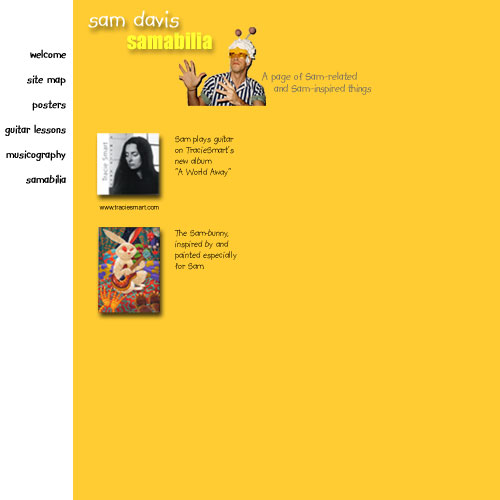 sam davis
samabilia
A page of Sam-related
and Sam-inspired things
welcome
site map
posters
guitar lessons
musicography
samabilia
Tracie Smart
Sam plays guitar
on TracieSmart's
new album
"A World Away"
www.traciesmart.com
The Sam-bunny,
inspired by and
painted especially
for Sam.